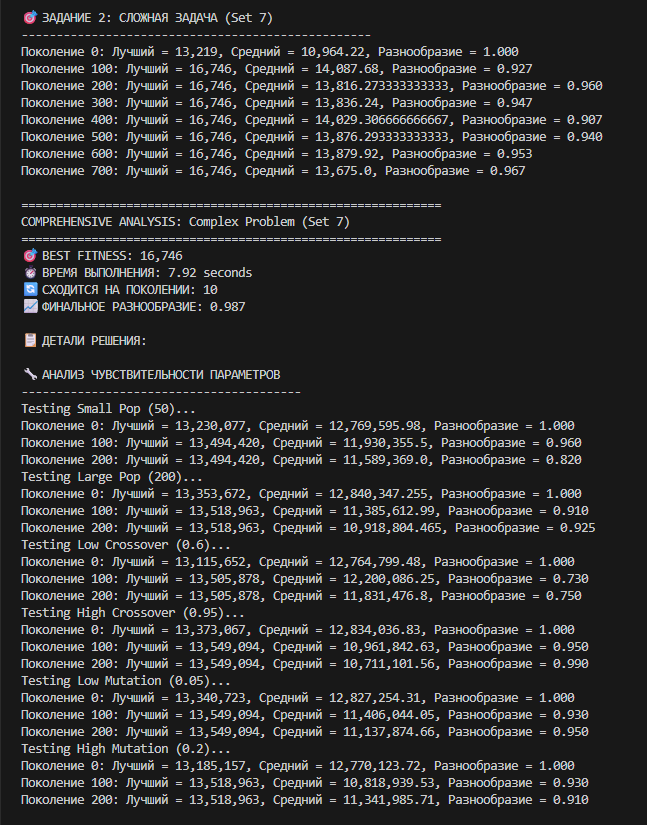 🎯 ЗАДАНИЕ 2: СЛОЖНАЯ ЗАДАЧА (Set 7)
--------------------------------------------------
Поколение 0: Лучший = 13,219, Средний = 10,964.22, Разнообразие = 1.000
Поколение 100: Лучший = 16,746, Средний = 14,087.68, Разнообразие = 0.927
Поколение 200: Лучший = 16,746, Средний = 13,816.273333333333, Разнообразие = 0.960
Поколение 300: Лучший = 16,746, Средний = 13,836.24, Разнообразие = 0.947
Поколение 400: Лучший = 16,746, Средний = 14,029.306666666667, Разнообразие = 0.907
Поколение 500: Лучший = 16,746, Средний = 13,876.293333333333, Разнообразие = 0.940
Поколение 600: Лучший = 16,746, Средний = 13,879.92, Разнообразие = 0.953
Поколение 700: Лучший = 16,746, Средний = 13,675.0, Разнообразие = 0.967
============================================================
COMPREHENSIVE ANALYSIS: Complex Problem (Set 7)
============================================================
🎯 BEST FITNESS: 16,746
⏰ ВРЕМЯ ВЫПОЛНЕНИЯ: 7.92 seconds
🔄 СХОДИТСЯ НА ПОКОЛЕНИИ: 10
📈 ФИНАЛЬНОЕ РАЗНООБРАЗИЕ: 0.987
📋 ДЕТАЛИ РЕШЕНИЯ:
🔧 АНАЛИЗ ЧУВСТВИТЕЛЬНОСТИ ПАРАМЕТРОВ
----------------------------------------
Testing Small Pop (50)...
Поколение 0: Лучший = 13,230,077, Средний = 12,769,595.98, Разнообразие = 1.000
Поколение 100: Лучший = 13,494,420, Средний = 11,930,355.5, Разнообразие = 0.960
Поколение 200: Лучший = 13,494,420, Средний = 11,589,369.0, Разнообразие = 0.820
Testing Large Pop (200)...
Поколение 0: Лучший = 13,353,672, Средний = 12,840,347.255, Разнообразие = 1.000
Поколение 100: Лучший = 13,518,963, Средний = 11,385,612.99, Разнообразие = 0.910
Поколение 200: Лучший = 13,518,963, Средний = 10,918,804.465, Разнообразие = 0.925
Testing Low Crossover (0.6)...
Поколение 0: Лучший = 13,115,652, Средний = 12,764,799.48, Разнообразие = 1.000
Поколение 100: Лучший = 13,505,878, Средний = 12,200,086.25, Разнообразие = 0.730
Поколение 200: Лучший = 13,505,878, Средний = 11,831,476.8, Разнообразие = 0.750
Testing High Crossover (0.95)...
Поколение 0: Лучший = 13,373,067, Средний = 12,834,036.83, Разнообразие = 1.000
Поколение 100: Лучший = 13,549,094, Средний = 10,961,842.63, Разнообразие = 0.950
Поколение 200: Лучший = 13,549,094, Средний = 10,711,101.56, Разнообразие = 0.990
Testing Low Mutation (0.05)...
Поколение 0: Лучший = 13,340,723, Средний = 12,827,254.31, Разнообразие = 1.000
Поколение 100: Лучший = 13,549,094, Средний = 11,406,044.05, Разнообразие = 0.930
Поколение 200: Лучший = 13,549,094, Средний = 11,137,874.66, Разнообразие = 0.950
Testing High Mutation (0.2)...
Поколение 0: Лучший = 13,185,157, Средний = 12,770,123.72, Разнообразие = 1.000
Поколение 100: Лучший = 13,518,963, Средний = 10,818,939.53, Разнообразие = 0.930
Поколение 200: Лучший = 13,518,963, Средний = 11,341,985.71, Разнообразие = 0.910